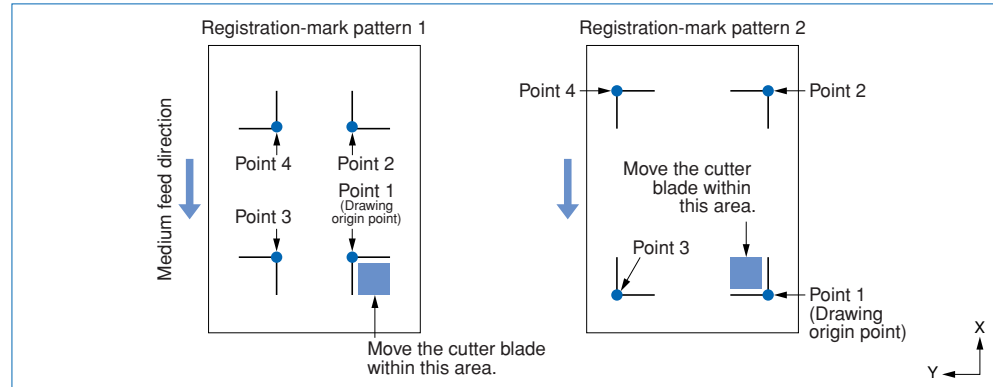 Registration-mark pattern 1
Medium feed direction
Point 4
Point 2
Point 3
Point 1
(Drawing
origin point)
Move the cutter blade
within this area.
Registration-mark pattern 2
Point 4
Point 2
Move the cutter
blade within
this area.
Point 3
Point 1
(Drawing
origin point)
X
Y